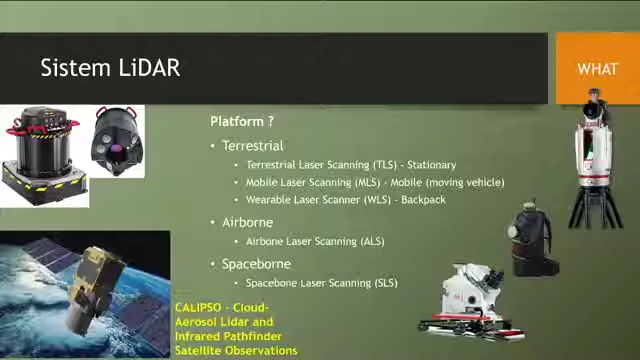 Sistem LiDAR
WHAT
Platform ?
• Terrestrial
• Terrestrial Laser Scanning (TLS) - Stationary
• Mobile Laser Scanning (MLS) - Mobile (moving vehicle)
• Wearable Laser Scanner (WLS) - Backpack
• Airborne
• Airbone Laser Scanning (ALS)
• Spaceborne
• Spacebone Laser Scanning (SLS)
CALIPSO - Cloud-
Aerosol Lidar and
Infrared Pathfinder
Satellite Observations